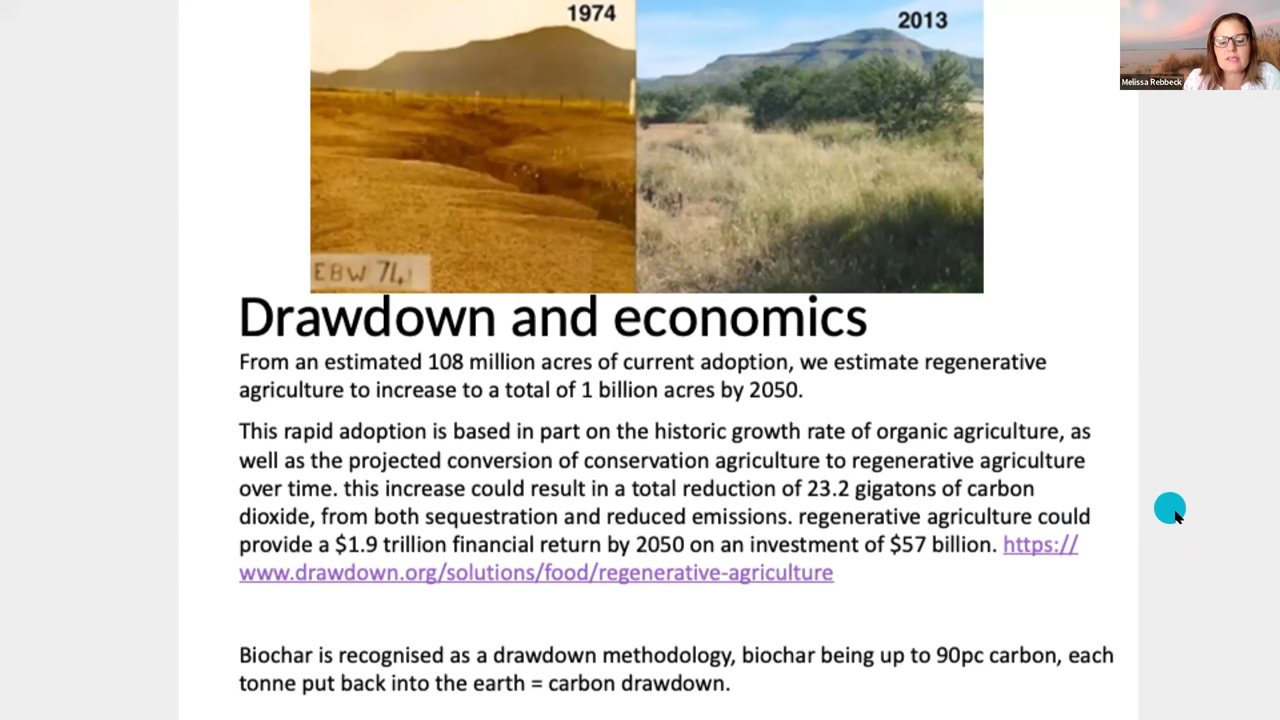 1974
2013
Melissa Rebbeck
EBW 74
Drawdown and economics
From an estimated 108 million acres of current adoption, we estimate regenerative
agriculture to increase to a total of 1 billion acres by 2050.
This rapid adoption is based in part on the historic growth rate of organic agriculture, as
well as the projected conversion of conservation agriculture to regenerative agriculture
over time. this increase could result in a total reduction of 23.2 gigatons of carbon
dioxide, from both sequestration and reduced emissions. regenerative agriculture could
provide a $1.9 trillion financial return by 2050 on an investment of $57 billion. https://
www.drawdown.org/solutions/food/regenerative-agriculture
Biochar is recognised as a drawdown methodology, biochar being up to 90pc carbon, each
tonne put back into the earth = carbon drawdown.